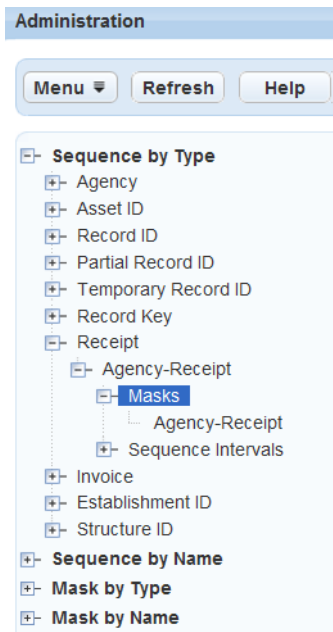 Administration
Menu Refresh Help
Sequence by Type
Agency
Asset ID
Record ID
Partial Record ID
Temporary Record ID
Record Key
Receipt
Agency-Receipt
Masks
Agency-Receipt
Sequence Intervals
Invoice
Establishment ID
Structure ID
Sequence by Name
Mask by Type
Mask by Name